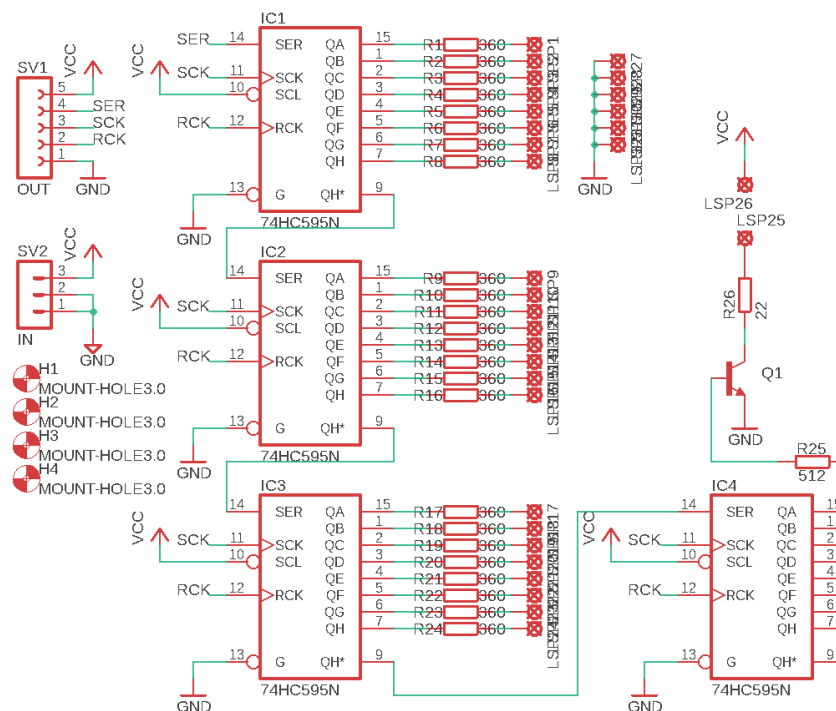 SV1
VCC
5
4
SER
3
SCK
2
RCK
1
OUT
GND
SV2
VCC
3
2
1
IN
GND
H1
MOUNT-HOLE3.0
H2
MOUNT-HOLE3.0
H3
MOUNT-HOLE3.0
H4
MOUNT-HOLE3.0
IC1
SER 14 SER QA 15 R1 360
QB 1 R2 360
VCC SCK 11 SCK QC 2 R3 360
10 SCL QD 3 R4 360
QE 4 R5 360
RCK 12 RCK QF 5 R6 360
QG 6 R7 360
QH 7 R8 360
13 G QH* 9
GND
74HC595N
GND
VCC
LSP26
LSP25
R26
22
Q1
GND
R25
512
IC2
14 SER QA 15 R9 360
QB 1 R10 360
VCC SCK 11 SCK QC 2 R11 360
10 SCL QD 3 R12 360
QE 4 R13 360
RCK 12 RCK QF 5 R14 360
QG 6 R15 360
QH 7 R16 360
13 G QH* 9
GND
74HC595N
IC3
14 SER QA 15 R17 360
QB 1 R18 360
VCC SCK 11 SCK QC 2 R19 360
10 SCL QD 3 R20 360
QE 4 R21 360
RCK 12 RCK QF 5 R22 360
QG 6 R23 360
QH 7 R24 360
13 G QH* 9
GND
74HC595N
IC4
14 SER QA 15
QB 1
VCC SCK 11 SCK QC 2
10 SCL QD 3
QE 4
RCK 12 RCK QF 5
QG 6
QH 7
13 G QH* 9
GND
74HC595N